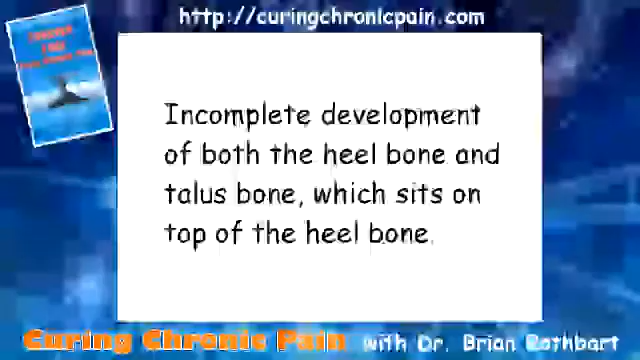 http://curingchronicpain.com
Incomplete development
of both the heel bone and
talus bone, which sits on
top of the heel bone.
Curing Chronic Pain with Dr. Brian Rothbart